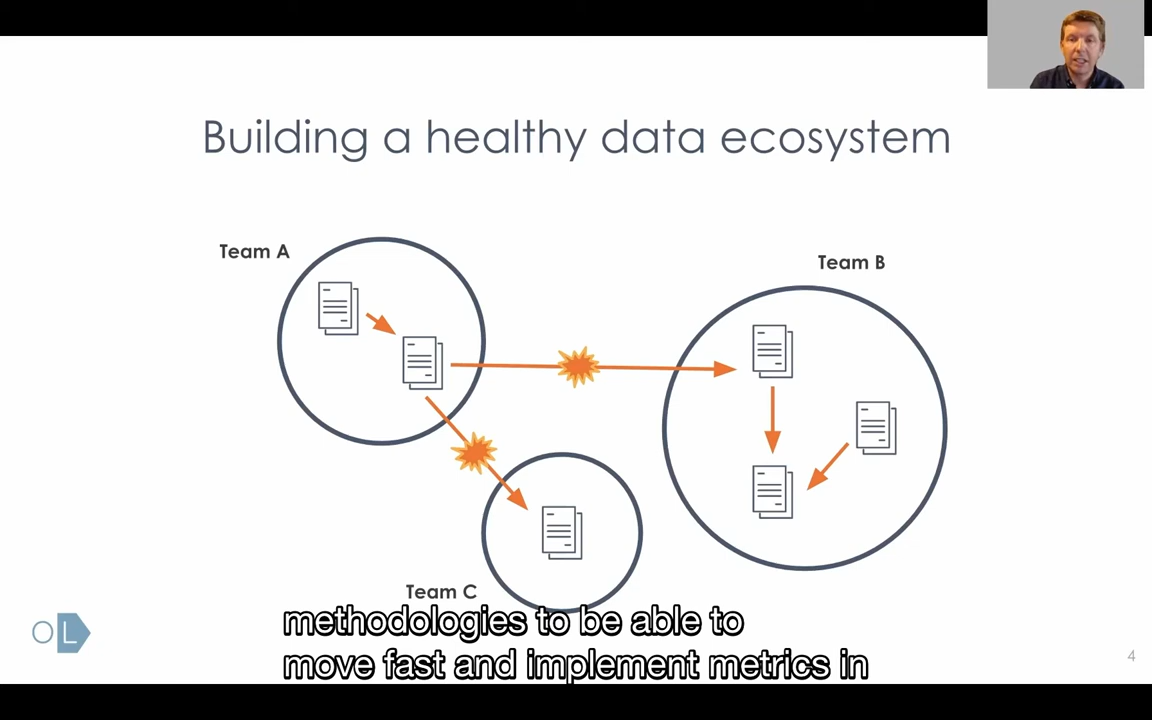 Building a healthy data ecosystem
Team A
Team B
Team C
methodologies to be able to
move fast and implement metrics in
OL
4